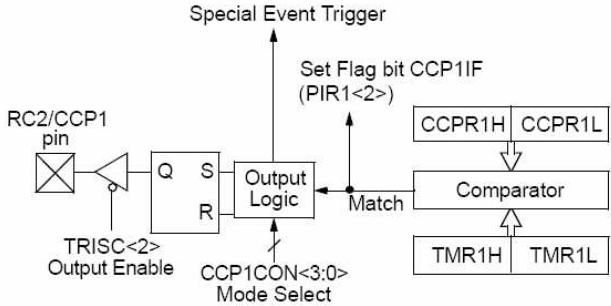 Special Event Trigger
Set Flag bit CCP1IF
(PIR1<2>)
RC2/CCP1
pin
CCPR1H CCPR1L
Q S
R
Output
Logic
Match
Comparator
TRISC<2>
Output Enable
CCP1CON<3:0>
Mode Select
TMR1H TMR1L